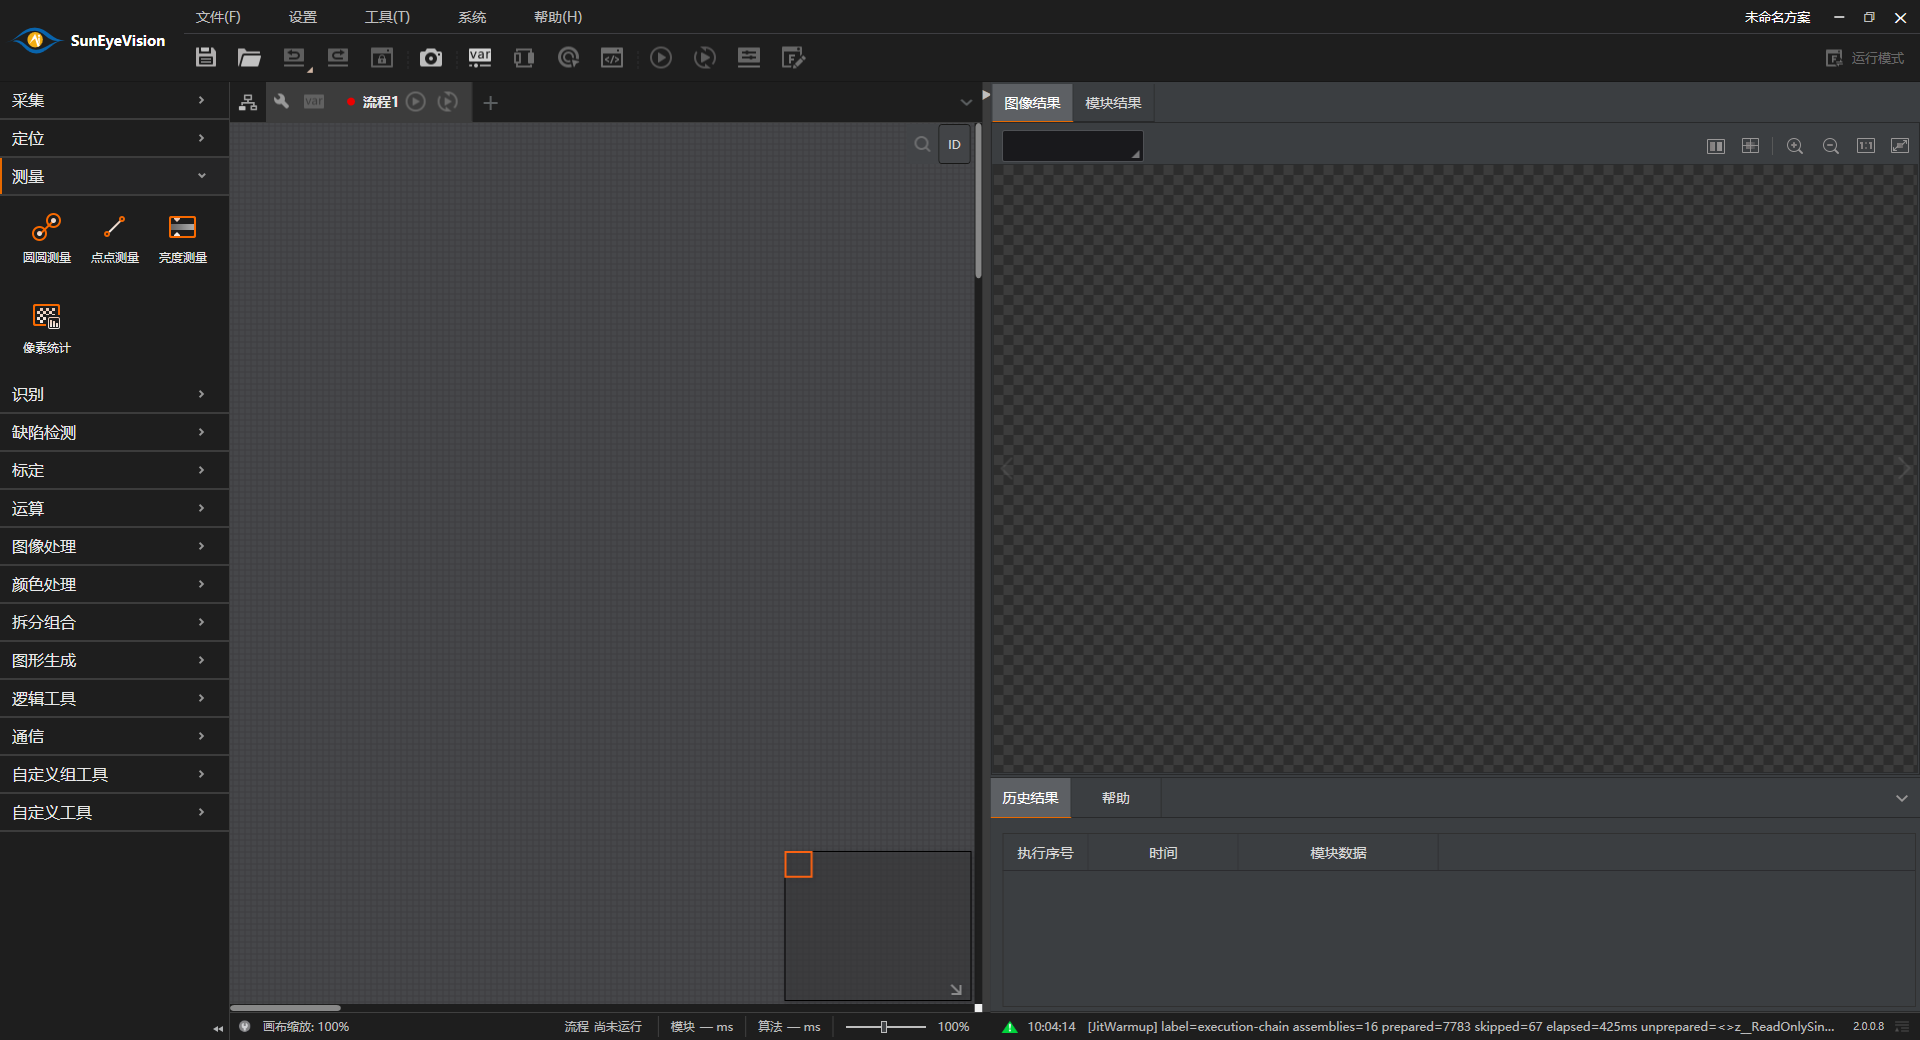 文件(F) 设置 工具(T) 系统 帮助(H) 未命名方案
SunEyeVision
var
运行模式
采集
定位
测量
圆圆测量 点点测量 亮度测量
像素统计
识别
缺陷检测
标定
运算
图像处理
颜色处理
拆分组合
图形生成
逻辑工具
通信
自定义组工具
自定义工具
var 流程1
ID
图像结果 模块结果
1:1
历史结果 帮助
执行序号 时间 模块数据
画布缩放: 100% 流程 尚未运行 模块 — ms 算法 — ms 100%
10:04:14 [JitWarmup] label=execution-chain assemblies=16 prepared=7783 skipped=67 elapsed=425ms unprepared=<>z__ReadOnlySin... 2.0.0.8